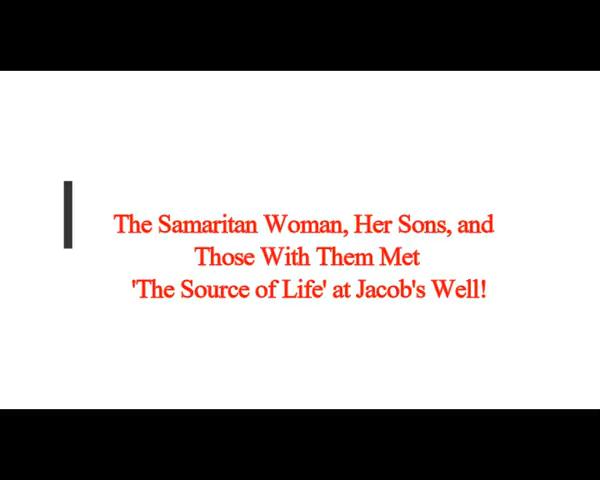 The Samaritan Woman, Her Sons, and
Those With Them Met
'The Source of Life' at Jacob's Well!